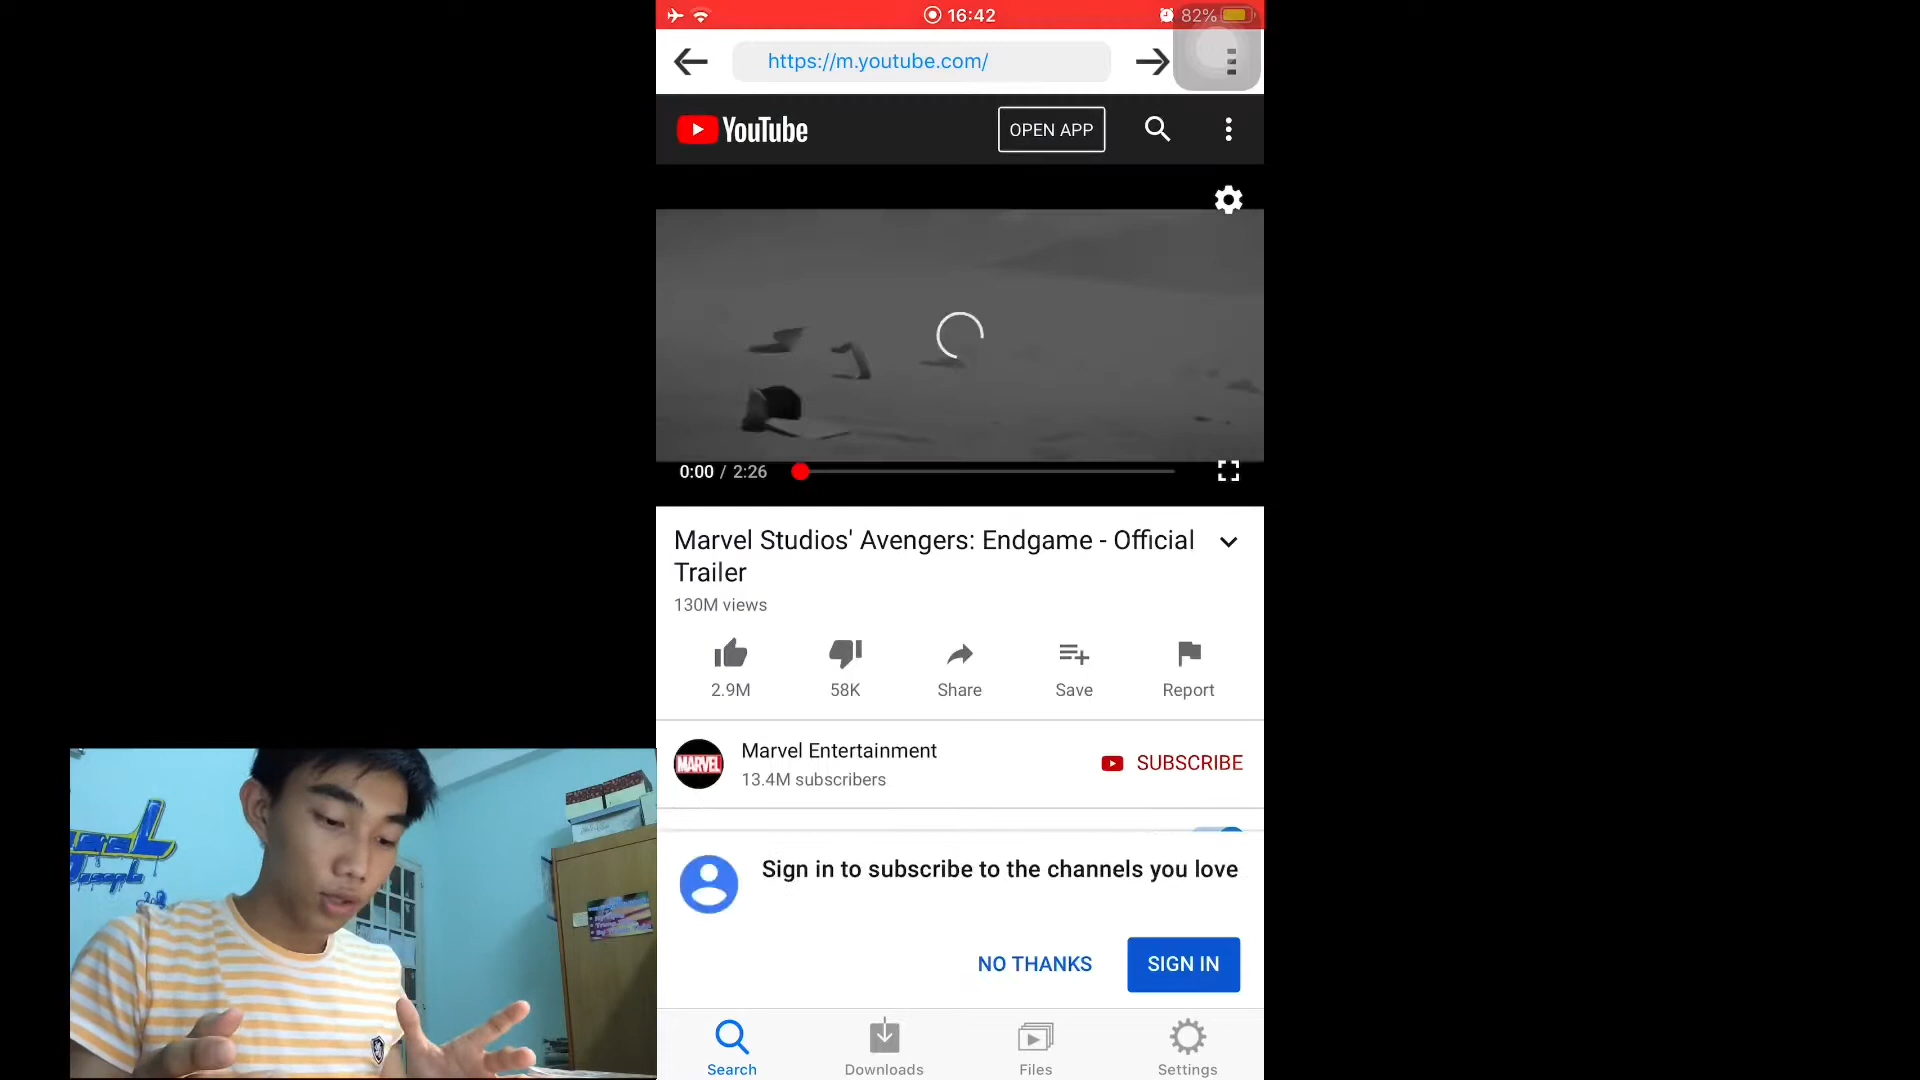 16:42
82%
https://m.youtube.com/
YouTube
OPEN APP
0:00 / 2:26
Marvel Studios' Avengers: Endgame - Official
Trailer
130M views
2.9M
58K
Share
Save
Report
MARVEL
Marvel Entertainment
13.4M subscribers
SUBSCRIBE
Sign in to subscribe to the channels you love
NO THANKS
SIGN IN
Search
Downloads
Files
Settings